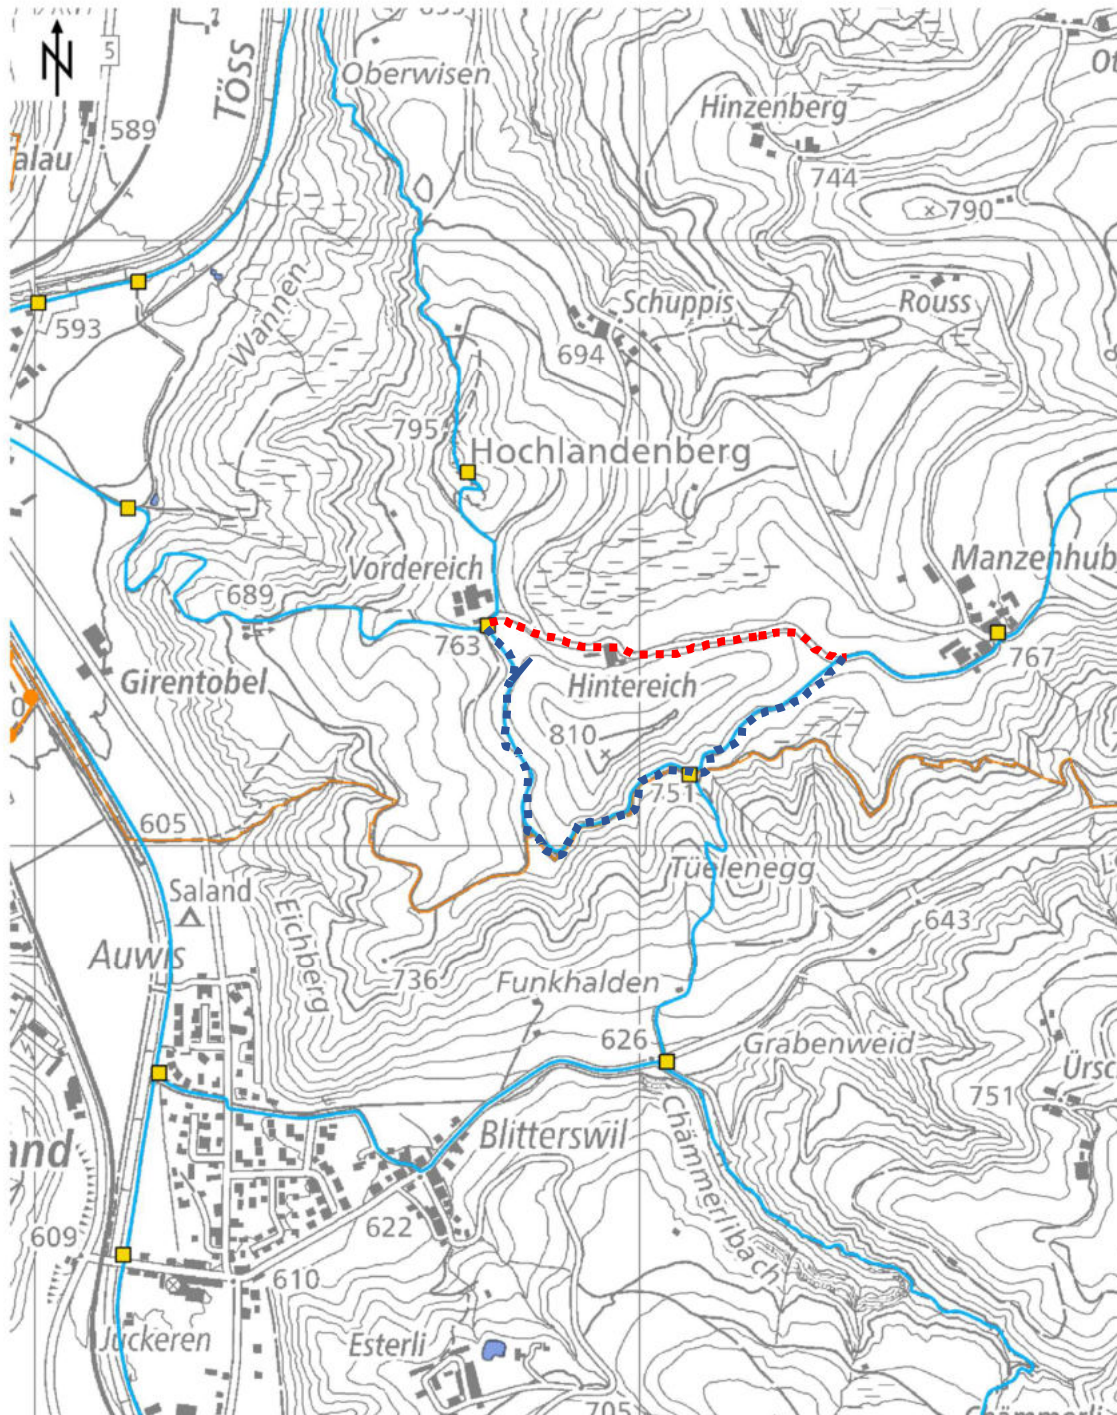 N
5
Töss
Oberwisen
Hinzenberg
589
alau
744
790
Wannen
593
Schuppis
Rouss
694
795
Hochlandenberg
Vordereich
Manzenhub
689
763
767
Girentobel
Hintereich
810
751
605
Tüelenegg
Saland
Eichberg
643
Auwis
736
Funkhalden
626
Grabenweid
Ürsc
751
Chämmerlibach
Blitterswil
and
622
609
610
Juckeren
Esterli
705